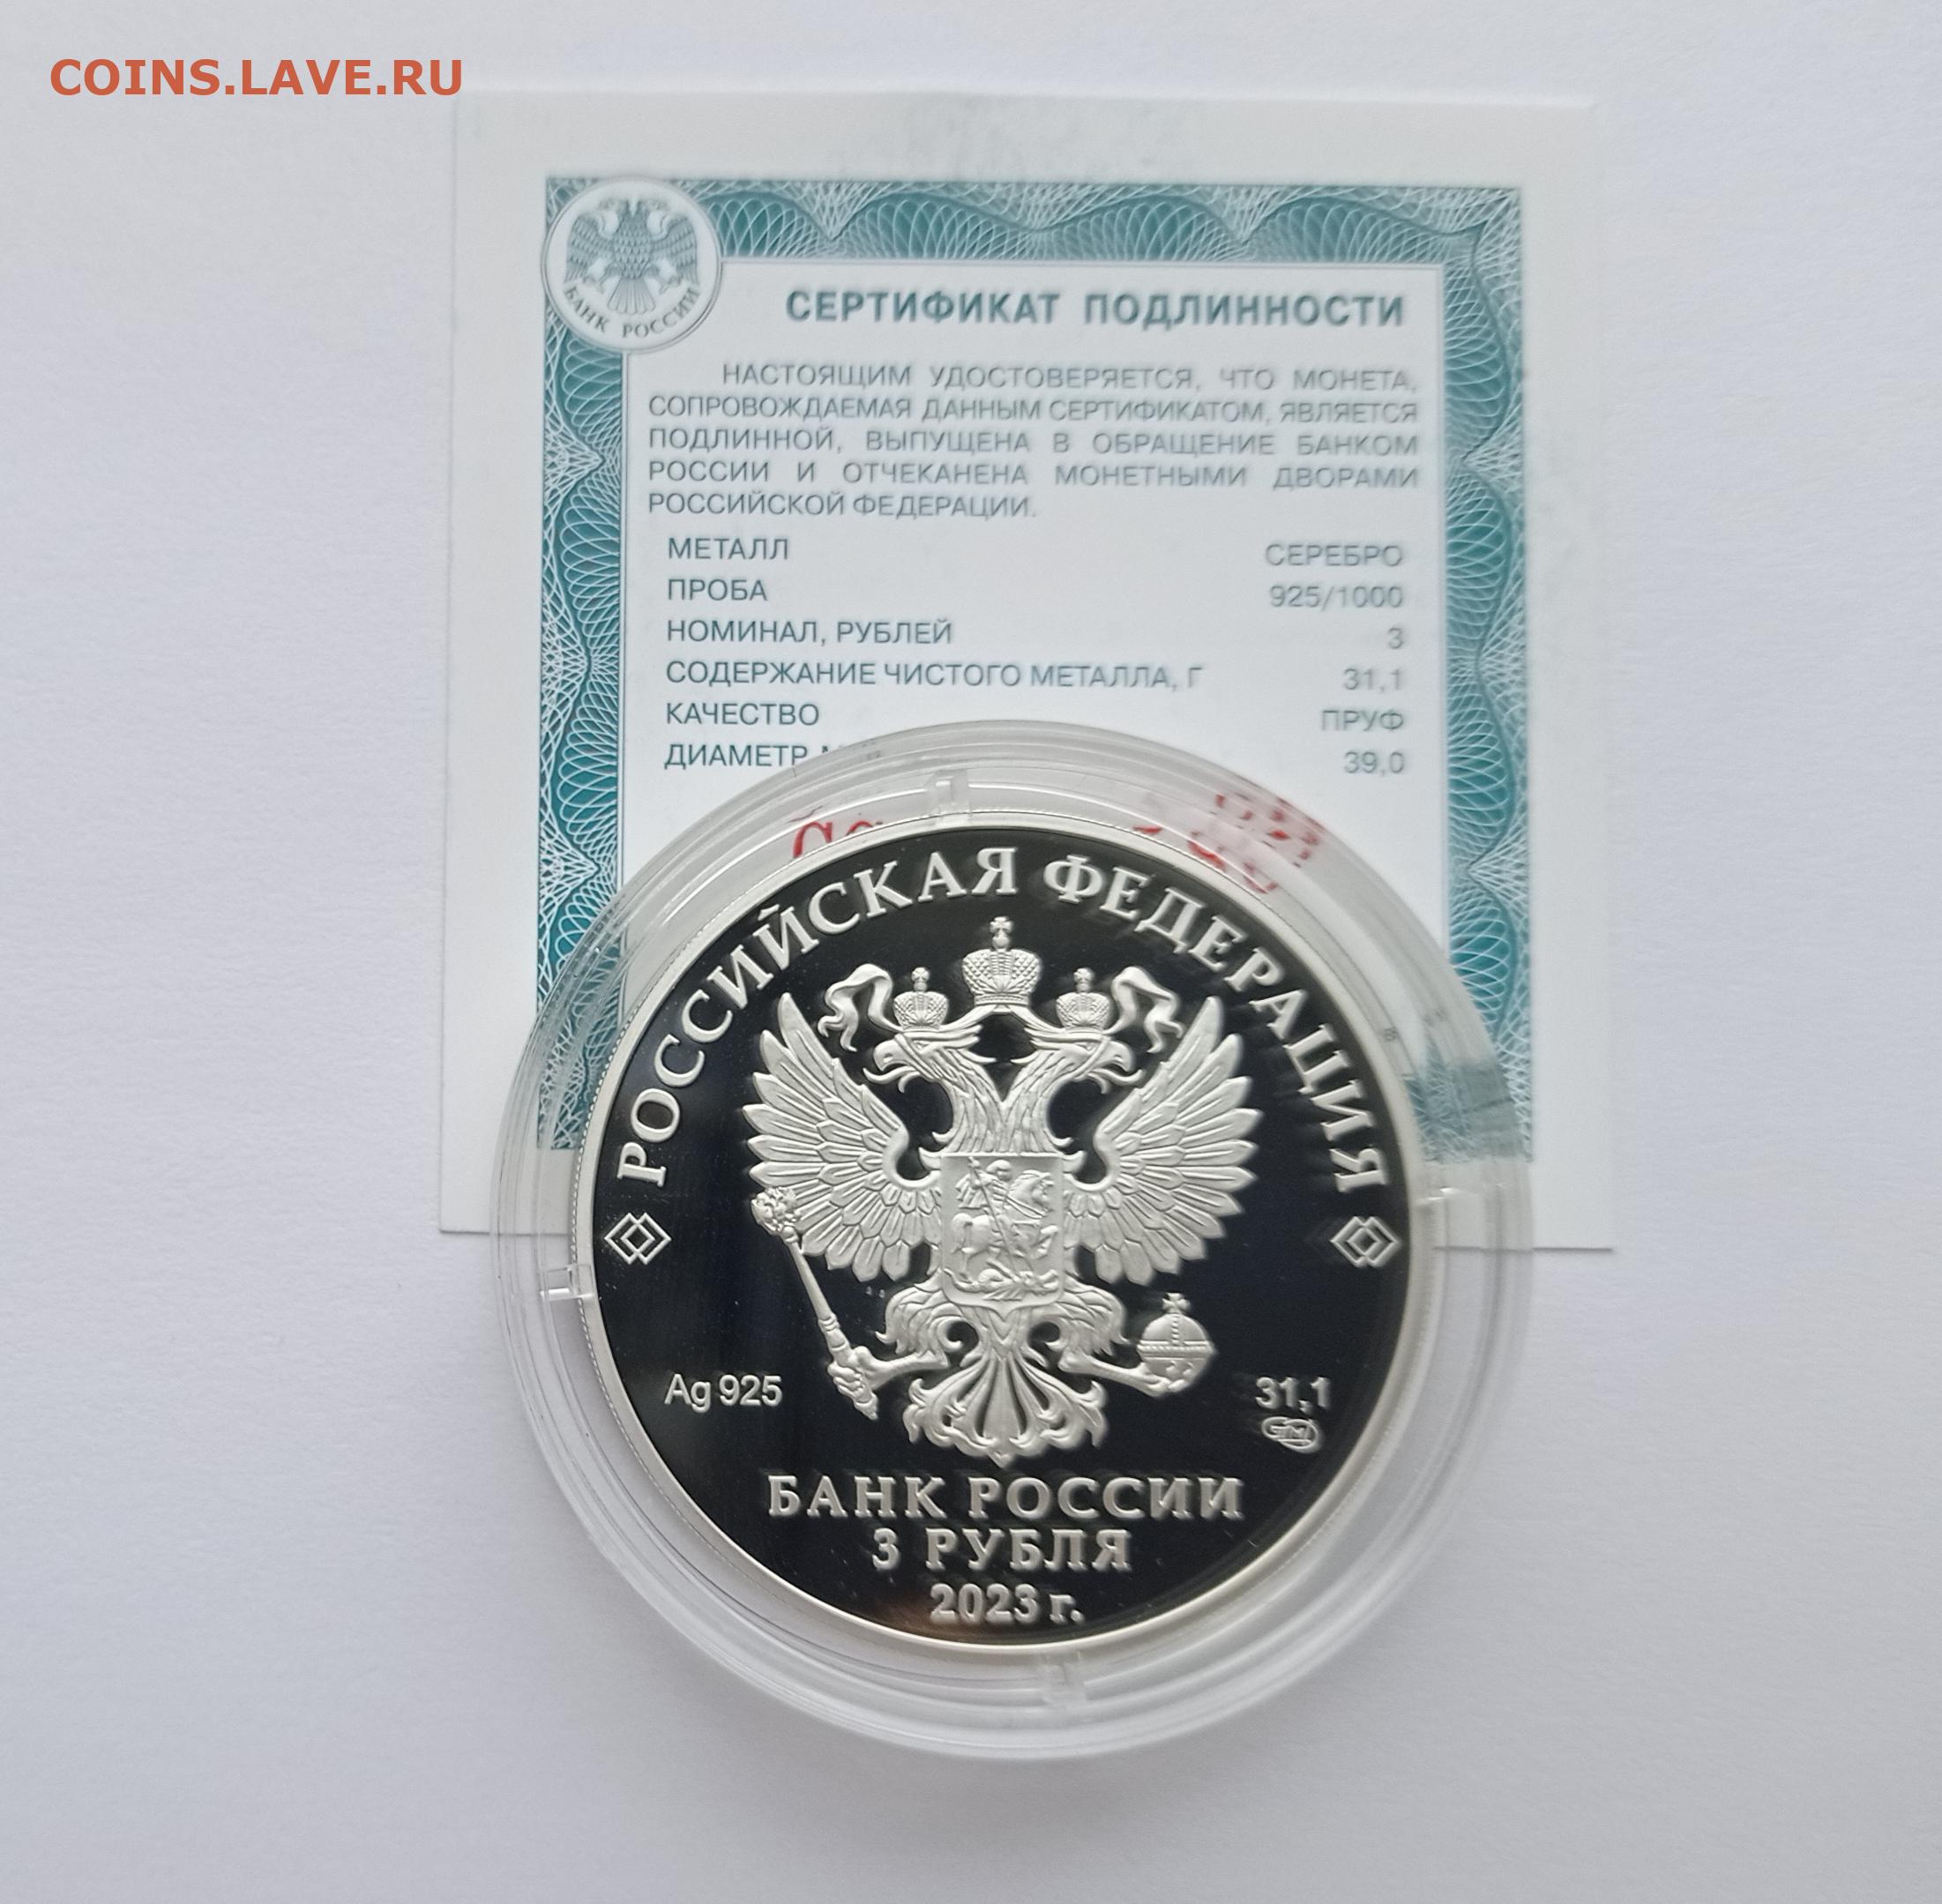 COINS.LAVE.RU
БАНК РОССИИ
СЕРТИФИКАТ ПОДЛИННОСТИ
НАСТОЯЩИМ УДОСТОВЕРЯЕТСЯ, ЧТО МОНЕТА,
СОПРОВОЖДАЕМАЯ ДАННЫМ СЕРТИФИКАТОМ, ЯВЛЯЕТСЯ
ПОДЛИННОЙ, ВЫПУЩЕНА В ОБРАЩЕНИЕ БАНКОМ
РОССИИ И ОТЧЕКАНЕНА МОНЕТНЫМИ ДВОРАМИ
РОССИЙСКОЙ ФЕДЕРАЦИИ.
МЕТАЛЛ СЕРЕБРО
ПРОБА 925/1000
НОМИНАЛ, РУБЛЕЙ 3
СОДЕРЖАНИЕ ЧИСТОГО МЕТАЛЛА, Г 31,1
КАЧЕСТВО ПРУФ
ДИАМЕТР 39,0
РОССИЙСКАЯ ФЕДЕРАЦИЯ
Ag 925 31,1
БАНК РОССИИ
3 РУБЛЯ
2023 г.